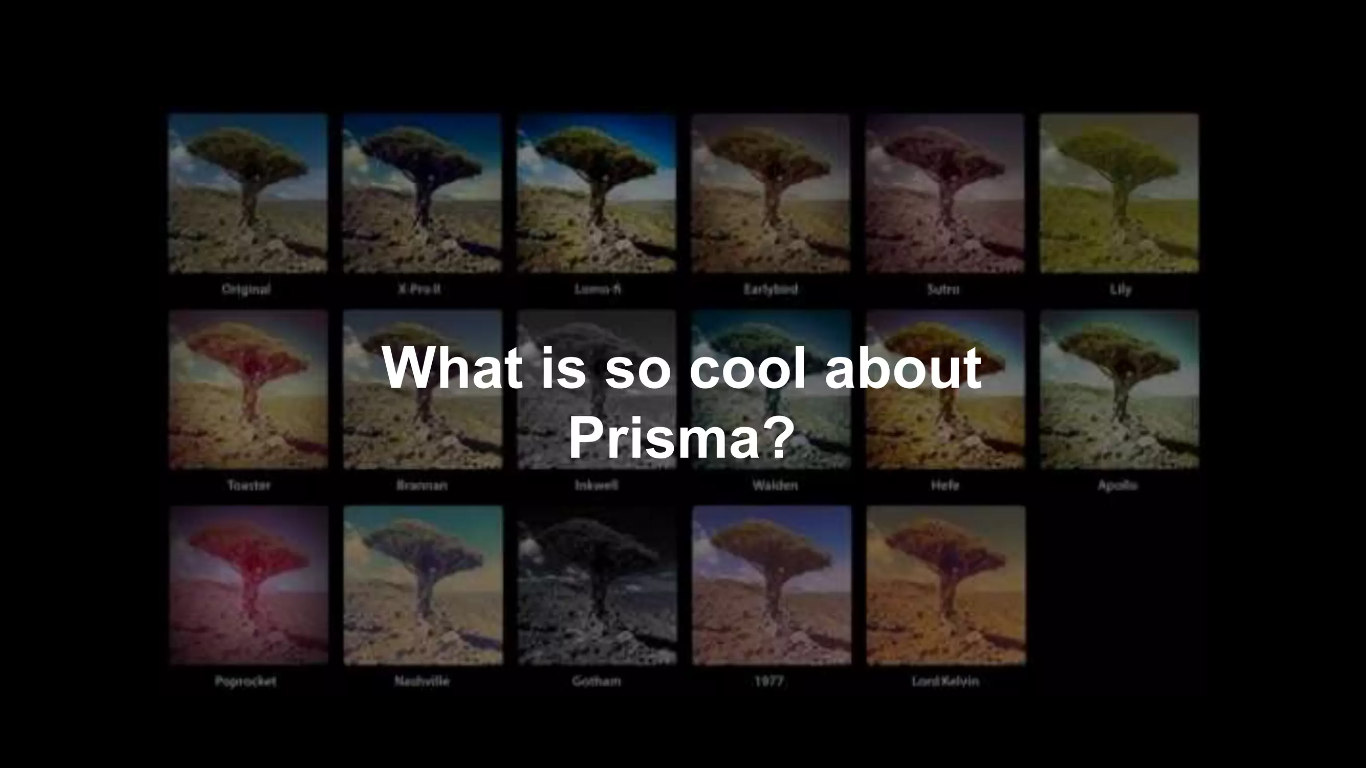 Original X-Pro II Lomo-fi Earlybird Sutro Lily
What is so cool about
Prisma?
Toaster Brannan Inkwell Walden Hefe Apollo
Poprocket Nashville Gotham 1977 Lord Kelvin